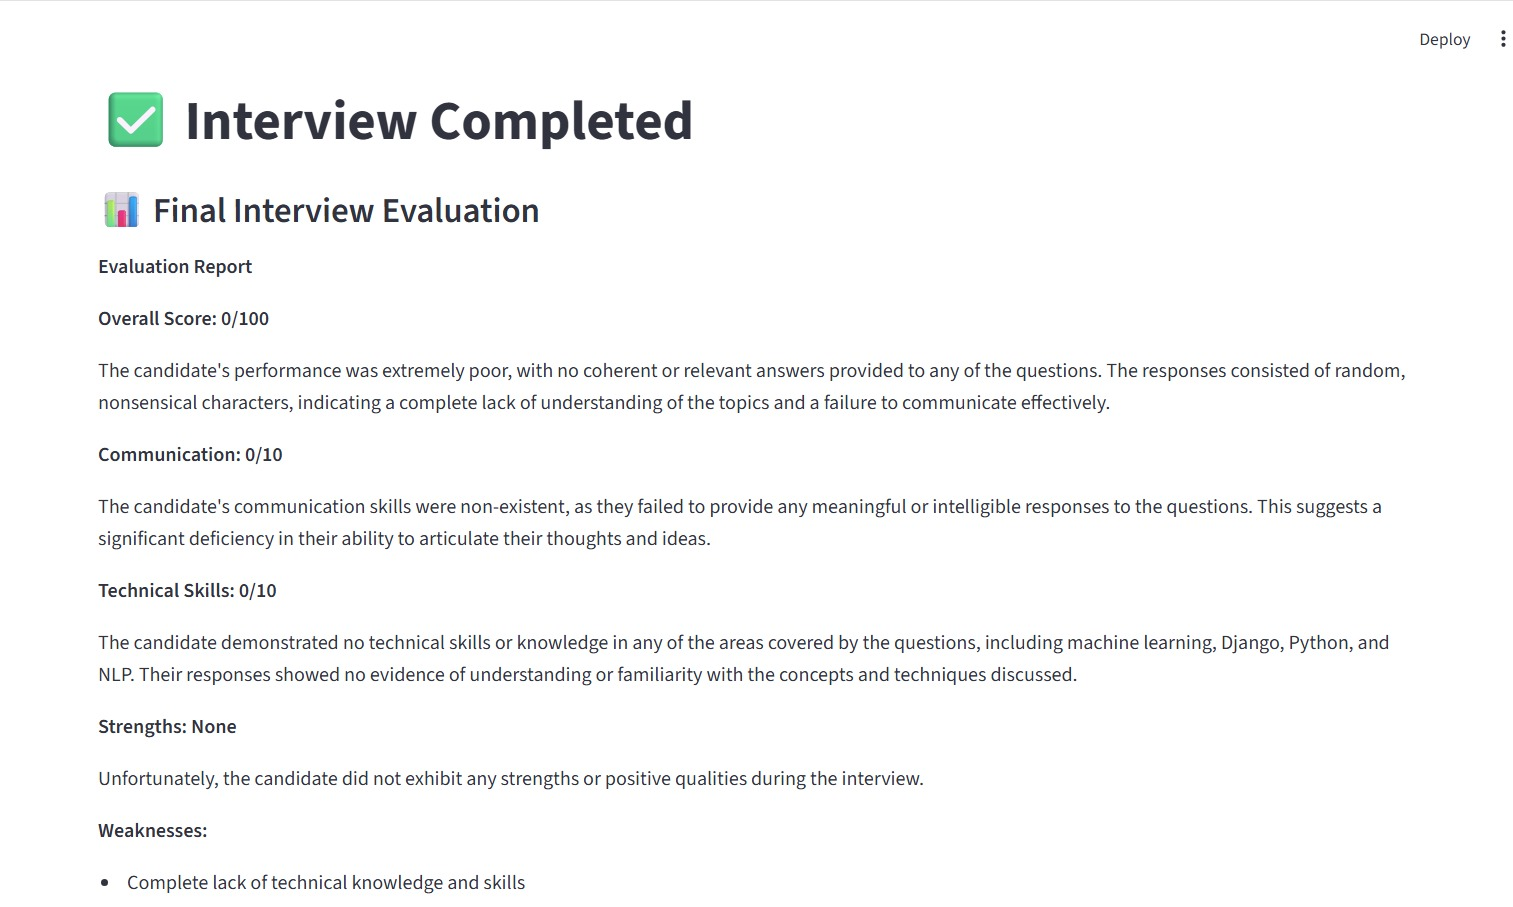 Deploy
Interview Completed
Final Interview Evaluation
Evaluation Report
Overall Score: 0/100
The candidate's performance was extremely poor, with no coherent or relevant answers provided to any of the questions. The responses consisted of random,
nonsensical characters, indicating a complete lack of understanding of the topics and a failure to communicate effectively.
Communication: 0/10
The candidate's communication skills were non-existent, as they failed to provide any meaningful or intelligible responses to the questions. This suggests a
significant deficiency in their ability to articulate their thoughts and ideas.
Technical Skills: 0/10
The candidate demonstrated no technical skills or knowledge in any of the areas covered by the questions, including machine learning, Django, Python, and
NLP. Their responses showed no evidence of understanding or familiarity with the concepts and techniques discussed.
Strengths: None
Unfortunately, the candidate did not exhibit any strengths or positive qualities during the interview.
Weaknesses:
• Complete lack of technical knowledge and skills